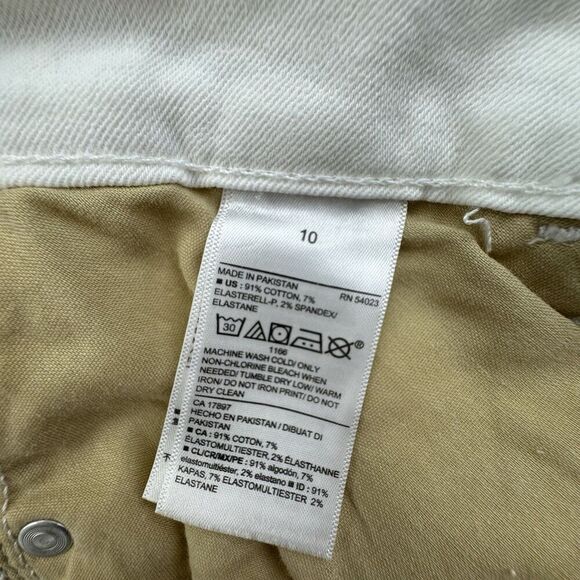 10
MADE IN PAKISTAN RN 54023
■ US : 91% COTTON, 7%
ELASTERELL-P, 2% SPANDEX/
ELASTANE
30
1166
®
MACHINE WASH COLD/ ONLY
NON-CHLORINE BLEACH WHEN
NEEDED/ TUMBLE DRY LOW/ WARM
IRON/ DO NOT IRON PRINT/ DO NOT
DRY CLEAN
CA 17897
HECHO EN PAKISTAN / DIBUAT DI
PAKISTAN
■ CA : 91% COTON, 7%
ÉLASTOMULTIESTER, 2% ÉLASTHANNE
■ CL/CR/MX/PE : 91% algodón, 7%
elastomultiéster, 2% elastano ■ ID : 91%
KAPAS, 7% ELASTOMULTIESTER 2%
ELASTANE